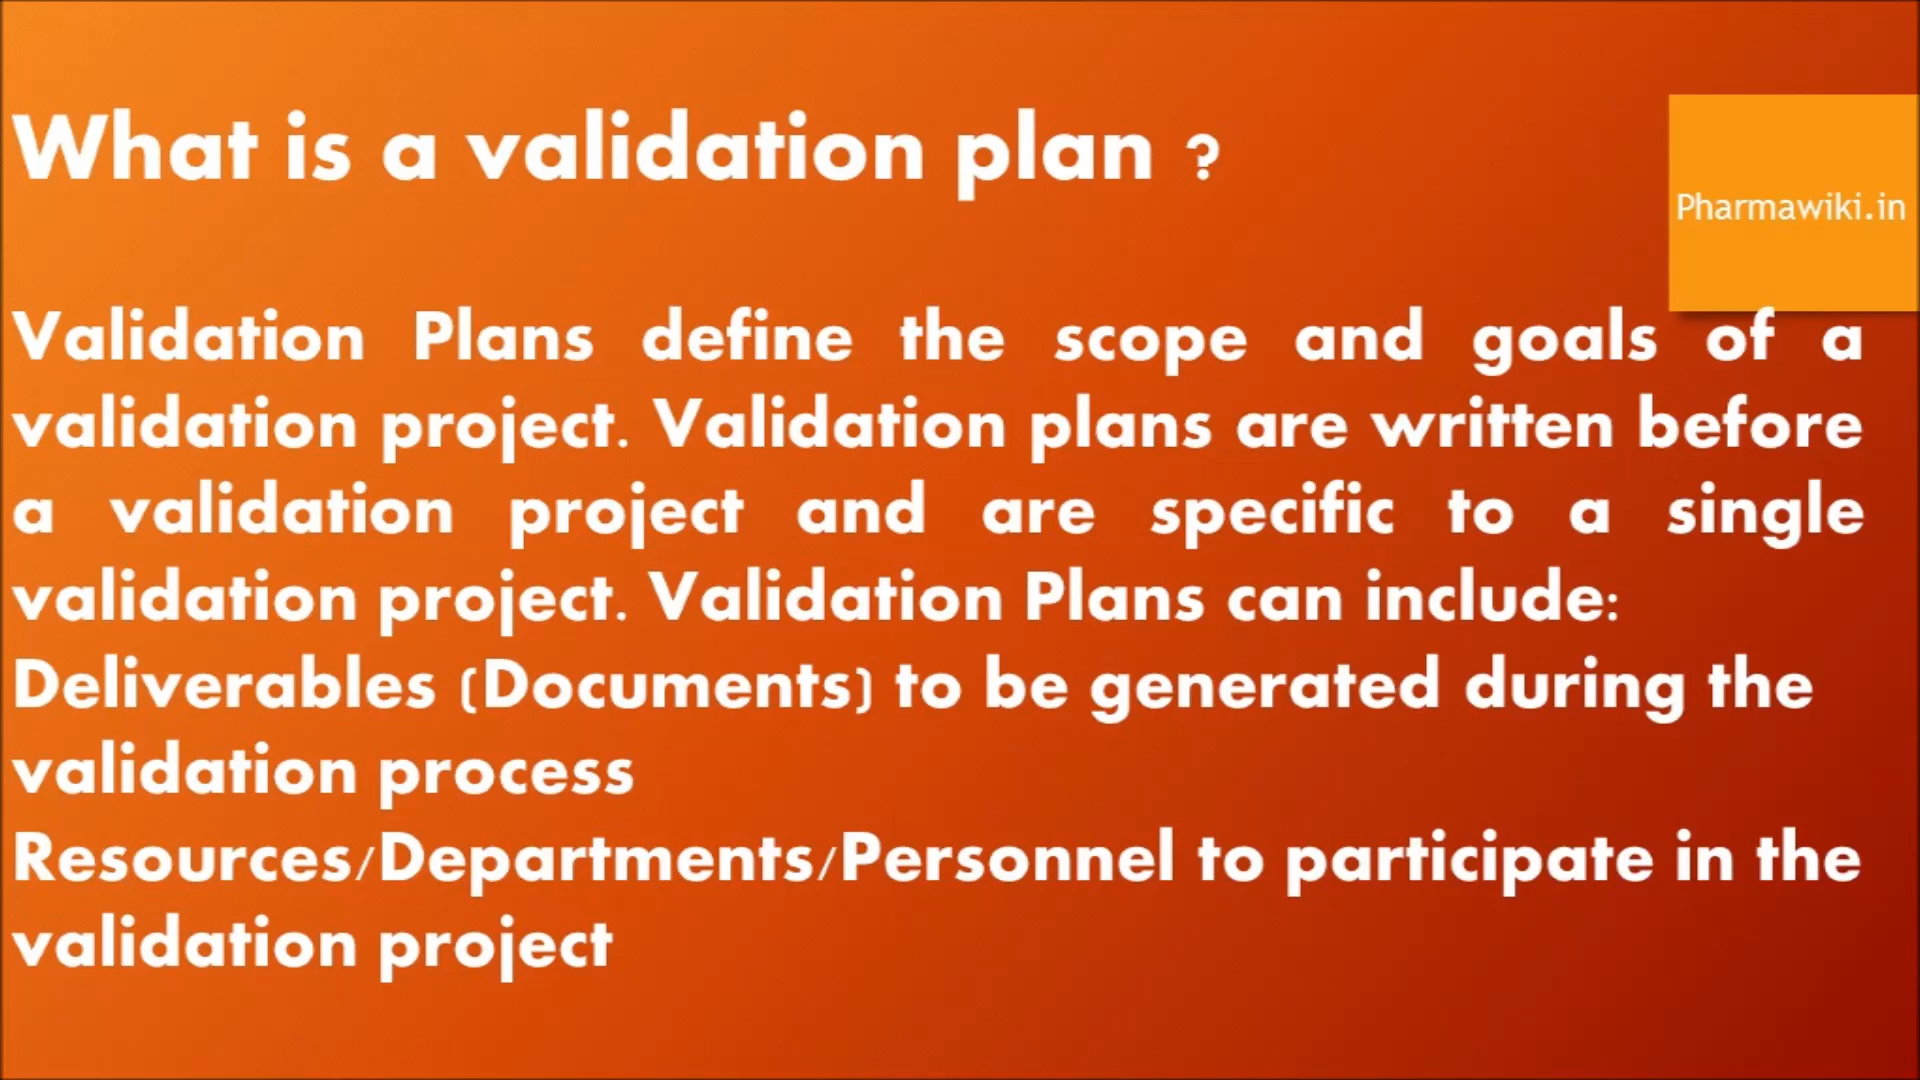 What is a validation plan ?
Pharmawiki.in
Validation Plans define the scope and goals of a
validation project. Validation plans are written before
a validation project and are specific to a single
validation project. Validation Plans can include:
Deliverables (Documents) to be generated during the
validation process
Resources/Departments/Personnel to participate in the
validation project